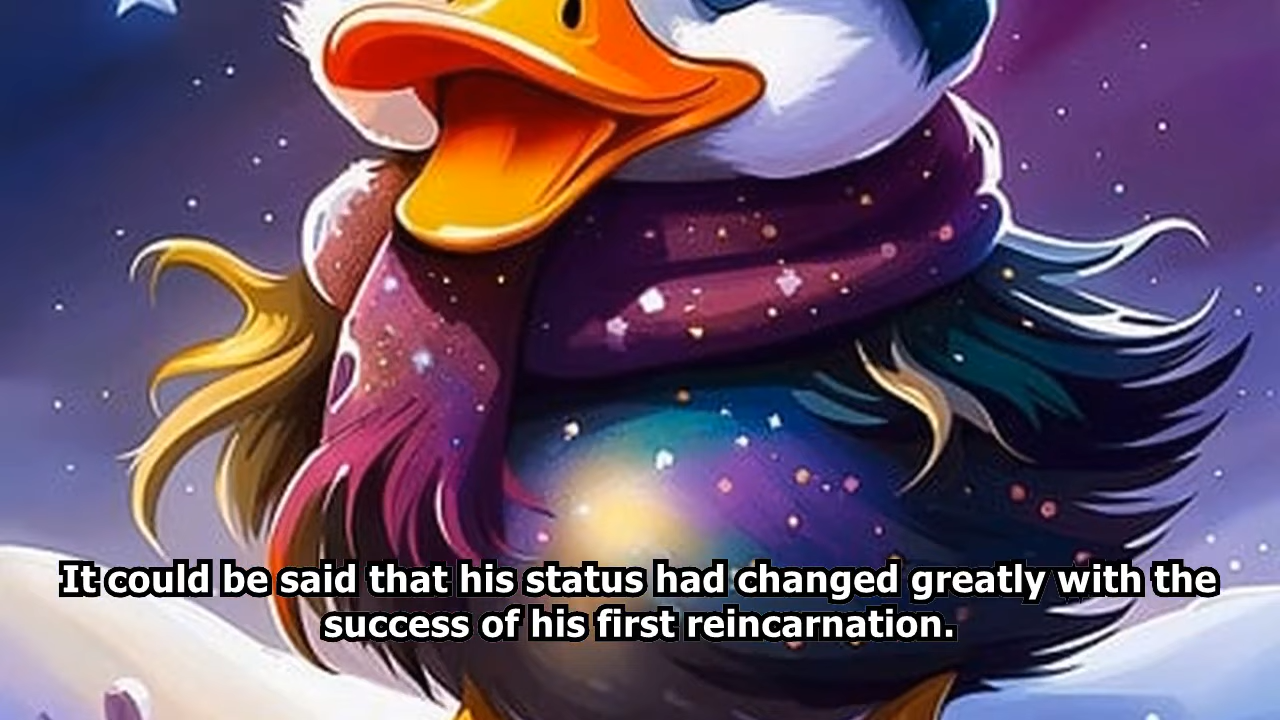 It could be said that his status had changed greatly with the
success of his first reincarnation.